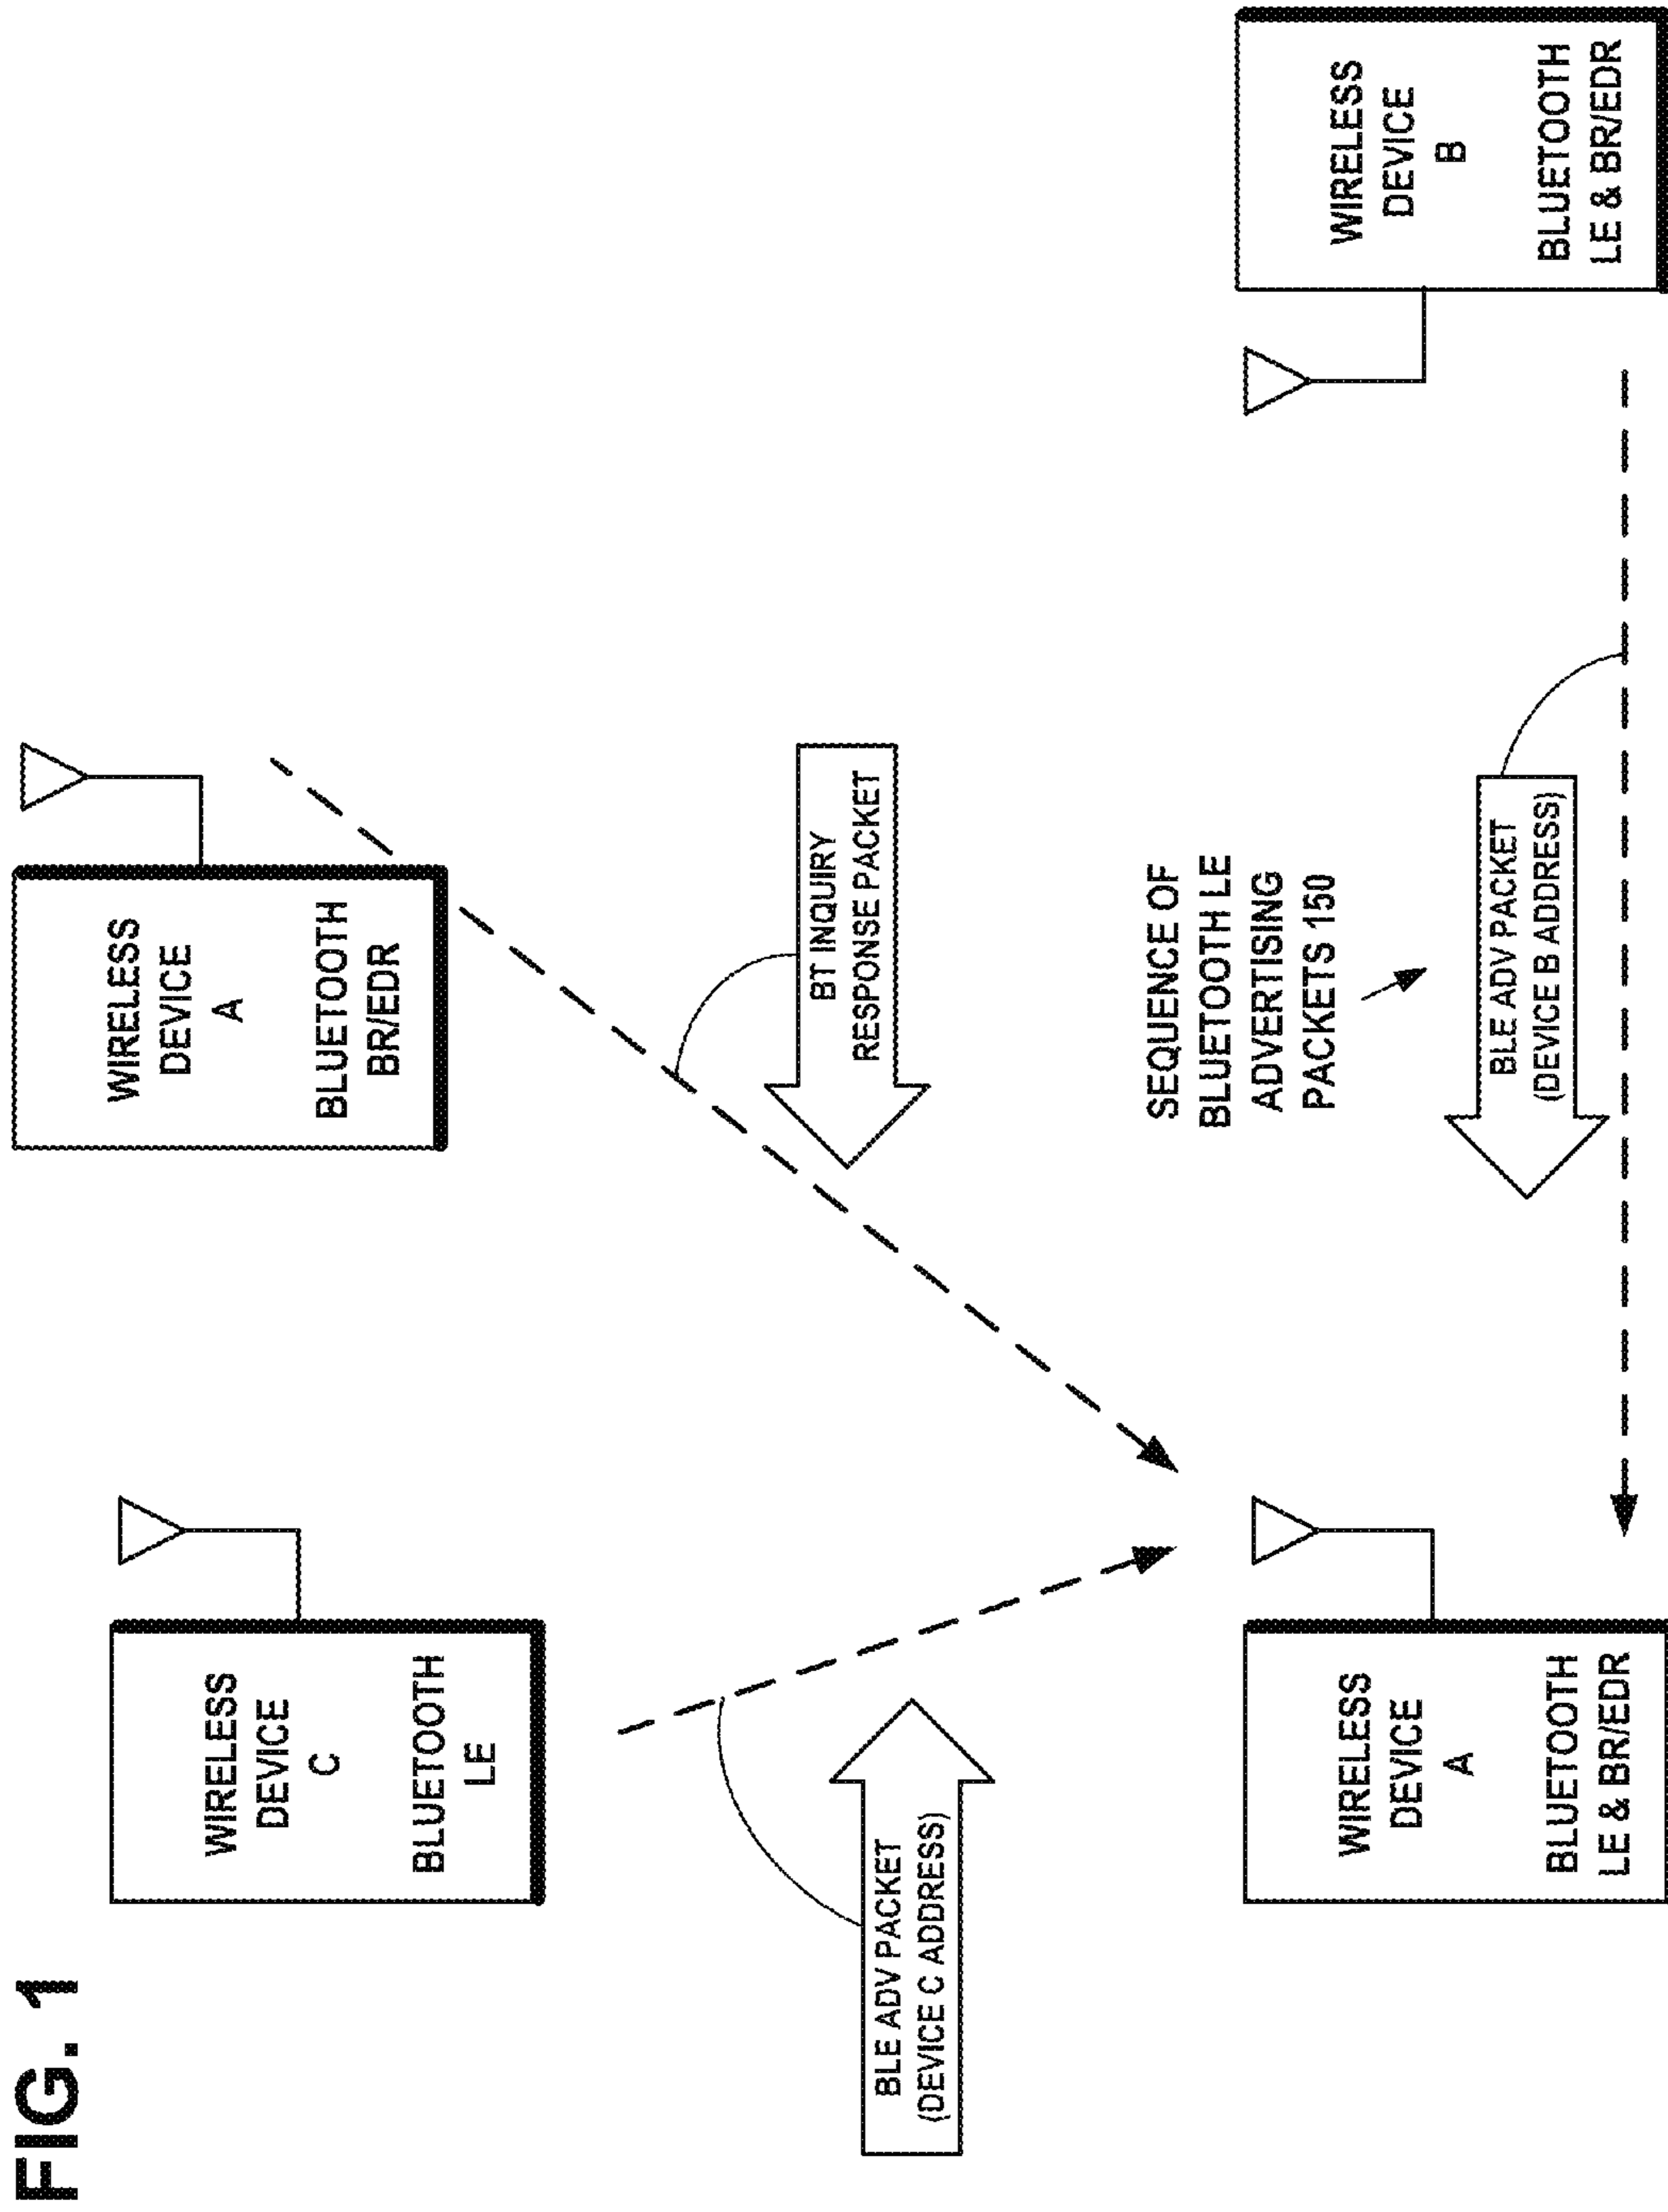 FIG. 1
WIRELESS
DEVICE
C
BLUETOOTH
LE
WIRELESS
DEVICE
A
BLUETOOTH
BR/EDR
BLE ADV PACKET
(DEVICE C ADDRESS)
BT INQUIRY
RESPONSE PACKET
SEQUENCE OF
BLUETOOTH LE
ADVERTISING
PACKETS 150
BLE ADV PACKET
(DEVICE B ADDRESS)
WIRELESS
DEVICE
A
BLUETOOTH
LE & BR/EDR
WIRELESS
DEVICE
B
BLUETOOTH
LE & BR/EDR